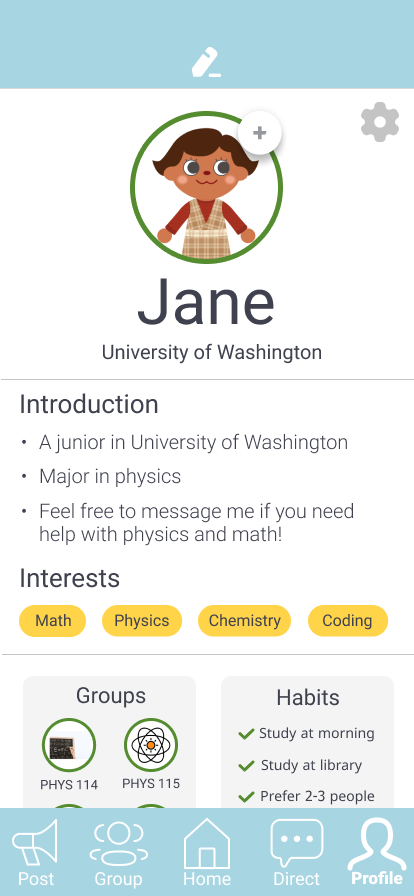 Jane
University of Washington
Introduction
• A junior in University of Washington
• Major in physics
• Feel free to message me if you need
help with physics and math!
Interests
Math Physics Chemistry Coding
Groups
PHYS 114 PHYS 115
Habits
Study at morning
Study at library
Prefer 2-3 people
Post Group Home Direct Profile